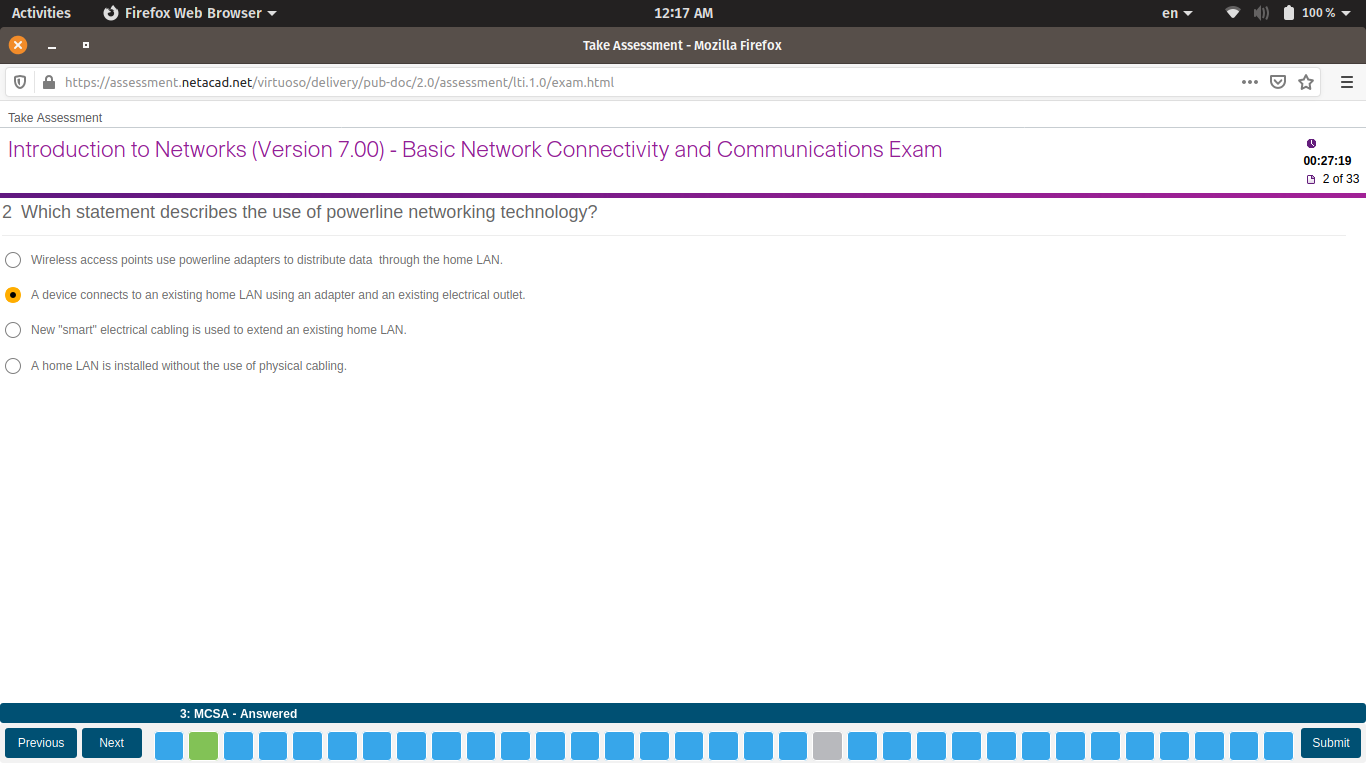 Activities Firefox Web Browser 12:17 AM en 100 %
Take Assessment - Mozilla Firefox
https://assessment.netacad.net/virtuoso/delivery/pub-doc/2.0/assessment/lti.1.0/exam.html
Take Assessment
Introduction to Networks (Version 7.00) - Basic Network Connectivity and Communications Exam
00:27:19
2 of 33
2 Which statement describes the use of powerline networking technology?
Wireless access points use powerline adapters to distribute data through the home LAN.
A device connects to an existing home LAN using an adapter and an existing electrical outlet.
New "smart" electrical cabling is used to extend an existing home LAN.
A home LAN is installed without the use of physical cabling.
3: MCSA - Answered
Previous Next Submit